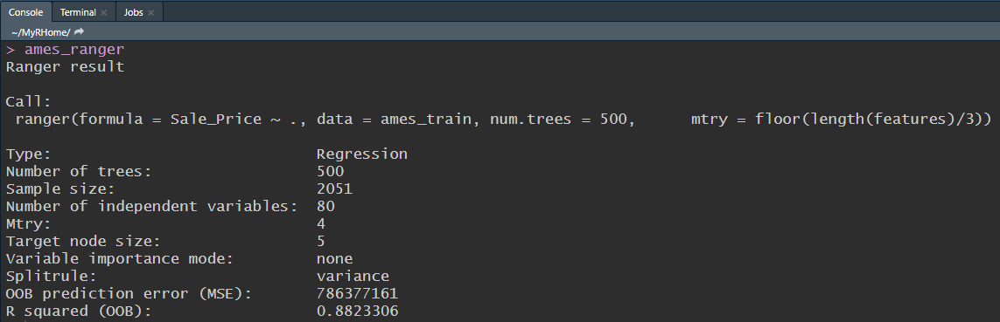 Console Terminal × Jobs ×
~/MyRHome/
> ames_ranger
Ranger result
Call:
ranger(formula = Sale_Price ~ ., data = ames_train, num.trees = 500, mtry = floor(length(features)/3))
Type: Regression
Number of trees: 500
Sample size: 2051
Number of independent variables: 80
Mtry: 4
Target node size: 5
Variable importance mode: none
Splitrule: variance
OOB prediction error (MSE): 786377161
R squared (OOB): 0.8823306